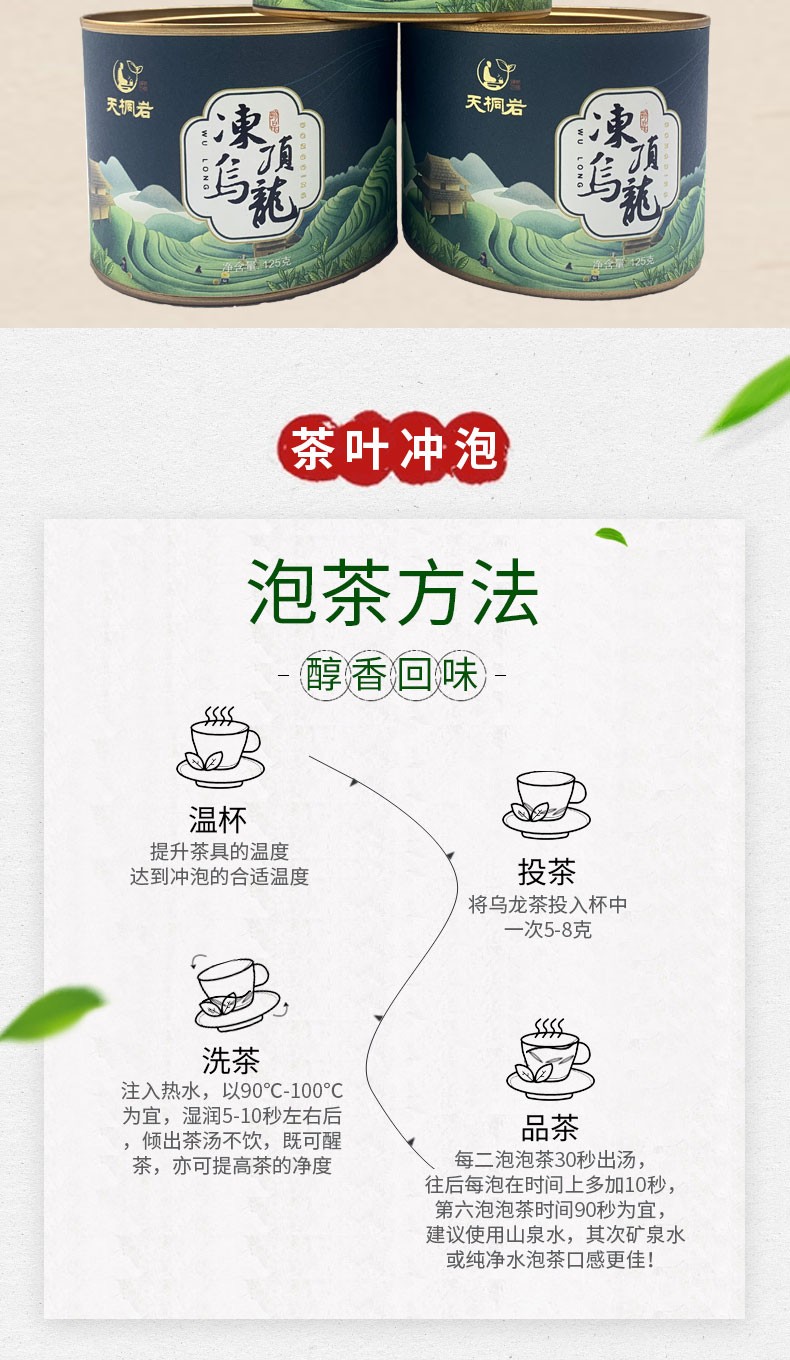 天桐岩
凍頂
烏龍
WU LONG
净含量 125克
天桐岩
凍頂
烏龍
WU LONG
净含量 125克
茶叶冲泡
泡茶方法
- 醇香回味 -
温杯
提升茶具的温度
达到冲泡的合适温度
投茶
将乌龙茶投入杯中
一次5-8克
洗茶
注入热水，以90℃-100℃
为宜，湿润5-10秒左右后
，倾出茶汤不饮，既可醒
茶，亦可提高茶的净度
品茶
每二泡泡茶30秒出汤，
往后每泡在时间上多加10秒，
第六泡泡茶时间90秒为宜，
建议使用山泉水，其次矿泉水
或纯净水泡茶口感更佳！